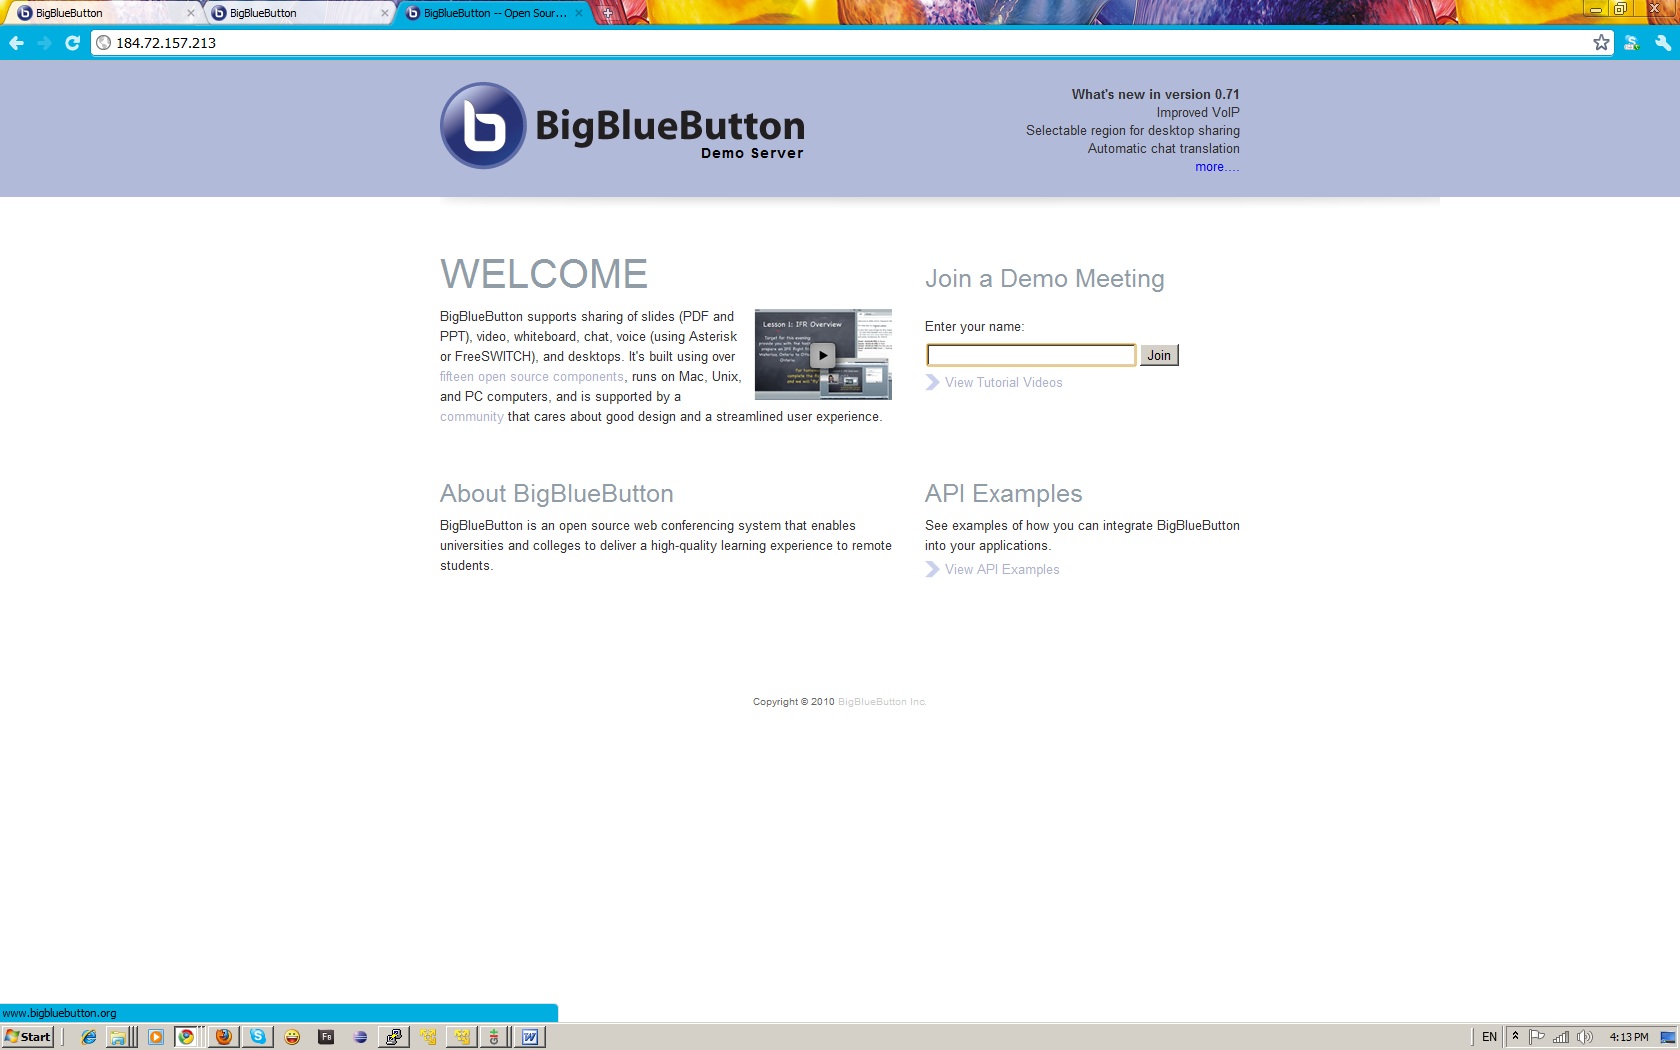 BigBlueButton
BigBlueButton
BigBlueButton -- Open Sour...
184.72.157.213
BigBlueButton
Demo Server
What's new in version 0.71
Improved VoIP
Selectable region for desktop sharing
Automatic chat translation
more....
WELCOME
BigBlueButton supports sharing of slides (PDF and
PPT), video, whiteboard, chat, voice (using Asterisk
or FreeSWITCH), and desktops. It's built using over
fifteen open source components, runs on Mac, Unix,
and PC computers, and is supported by a
community that cares about good design and a streamlined user experience.
Lesson 1: IFR Overview
Join a Demo Meeting
Enter your name:
Join
View Tutorial Videos
About BigBlueButton
BigBlueButton is an open source web conferencing system that enables
universities and colleges to deliver a high-quality learning experience to remote
students.
API Examples
See examples of how you can integrate BigBlueButton
into your applications.
View API Examples
Copyright © 2010 BigBlueButton Inc.
www.bigbluebutton.org
Start
EN
4:13 PM